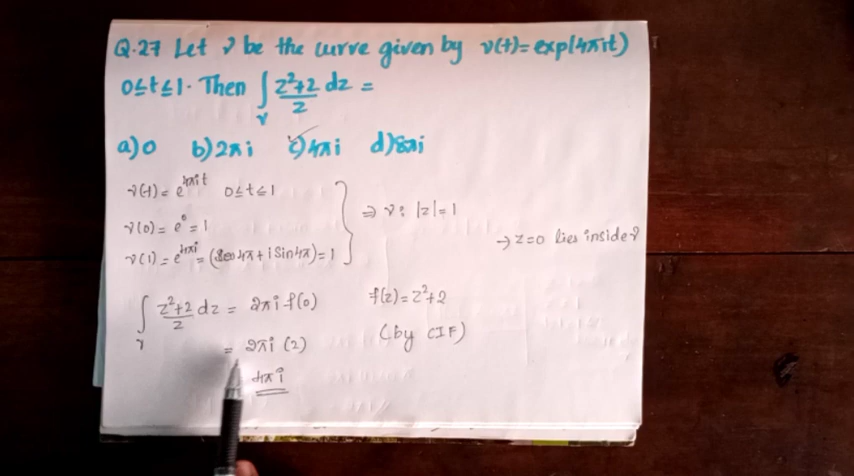 Q.27 Let γ be the curve given by γ(t)=exp(4πit)
0≤t≤1. Then ∫γ z²+2/z dz =
a) 0 b) 2πi c) 4πi d) 8πi
γ(t) = e^4πit 0≤t≤1
γ(0) = e^0 = 1
γ(1) = e^4πi = (cos 4π + i sin 4π) = 1
⇒ γ: |z|=1
→ z=0 lies inside γ
∫γ z²+2/z dz = 2πi f(0) f(z)=z²+2
= 2πi (2) (by CIF)
4πi